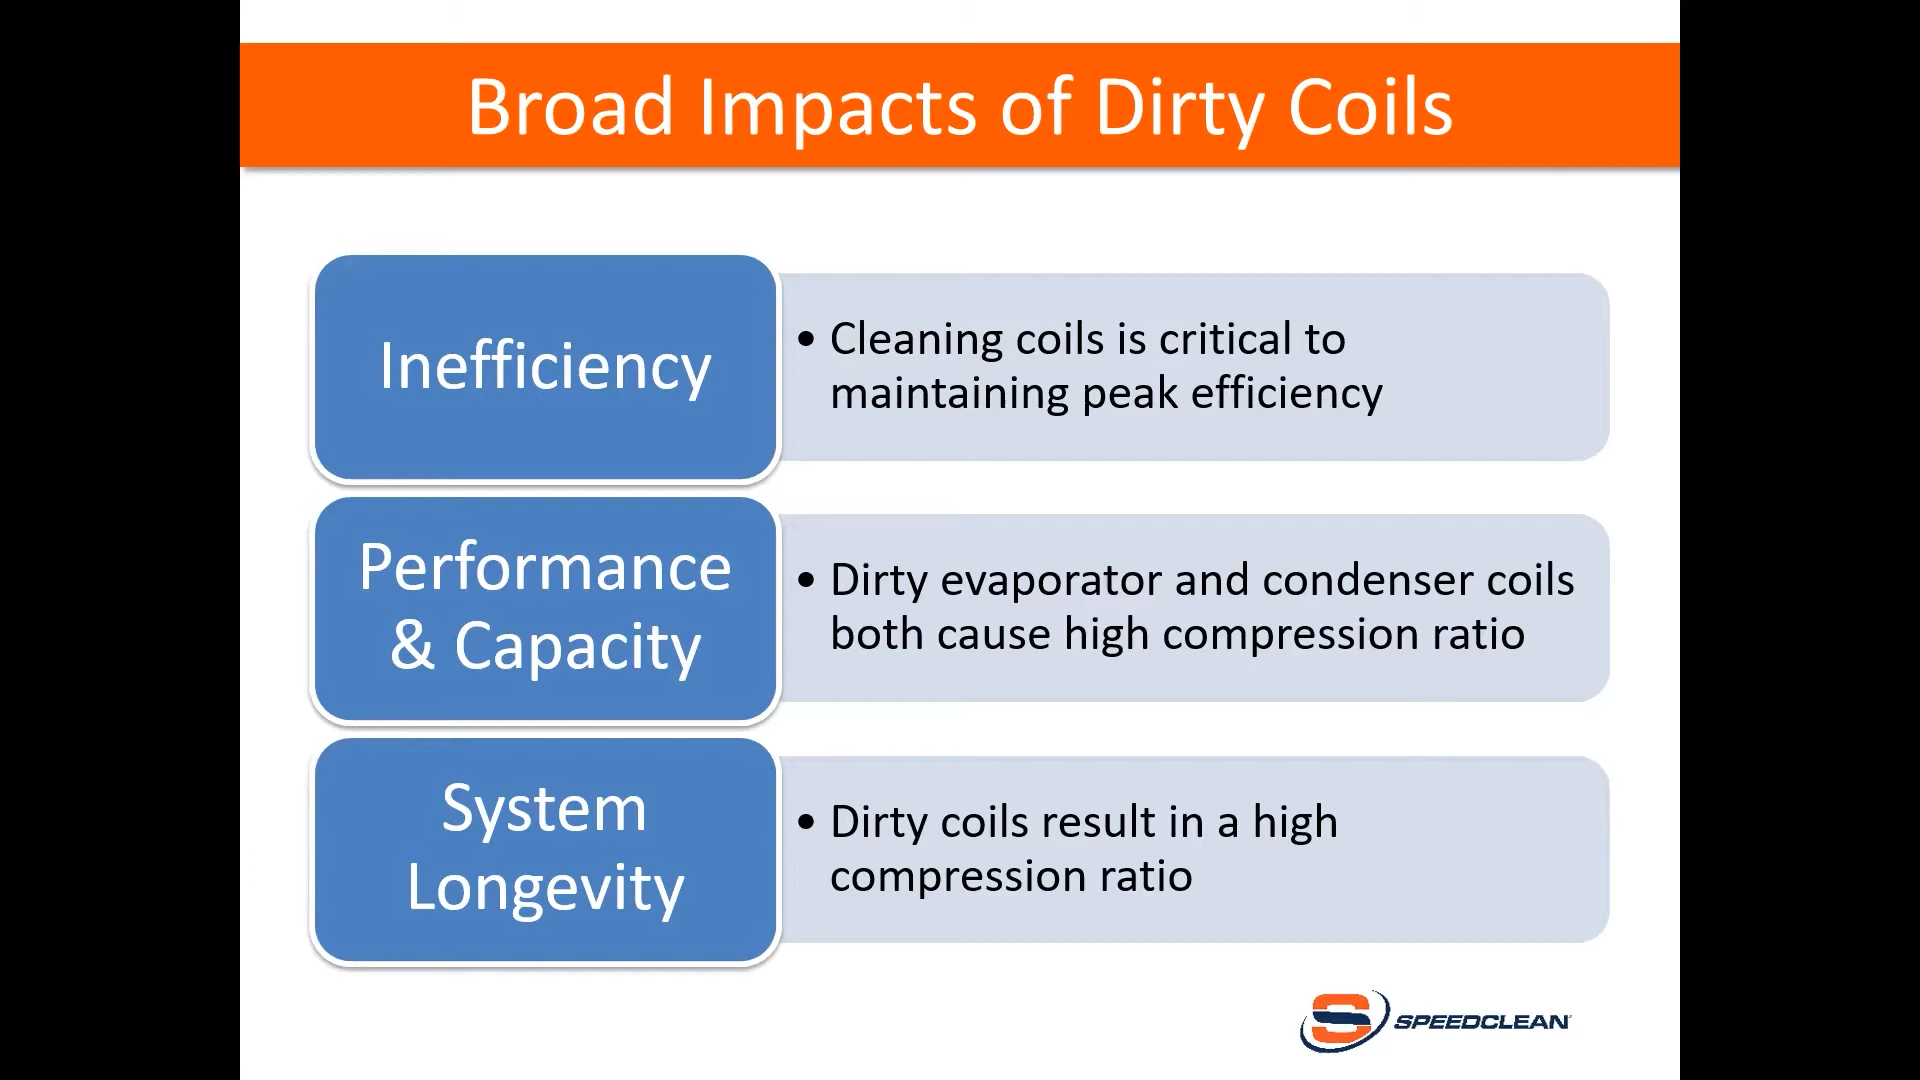 Broad Impacts of Dirty Coils
Inefficiency
• Cleaning coils is critical to
maintaining peak efficiency
Performance
& Capacity
• Dirty evaporator and condenser coils
both cause high compression ratio
System
Longevity
• Dirty coils result in a high
compression ratio
SPEEDCLEAN